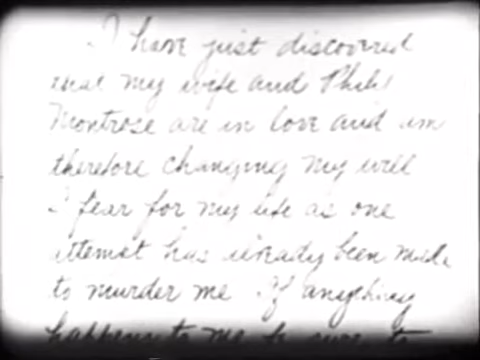 I have just discovered
that my wife and Philip
Montrose are in love and am
therefore changing my will
I fear for my life as one
attempt has already been made
to murder me If anything
happens to me be sure to